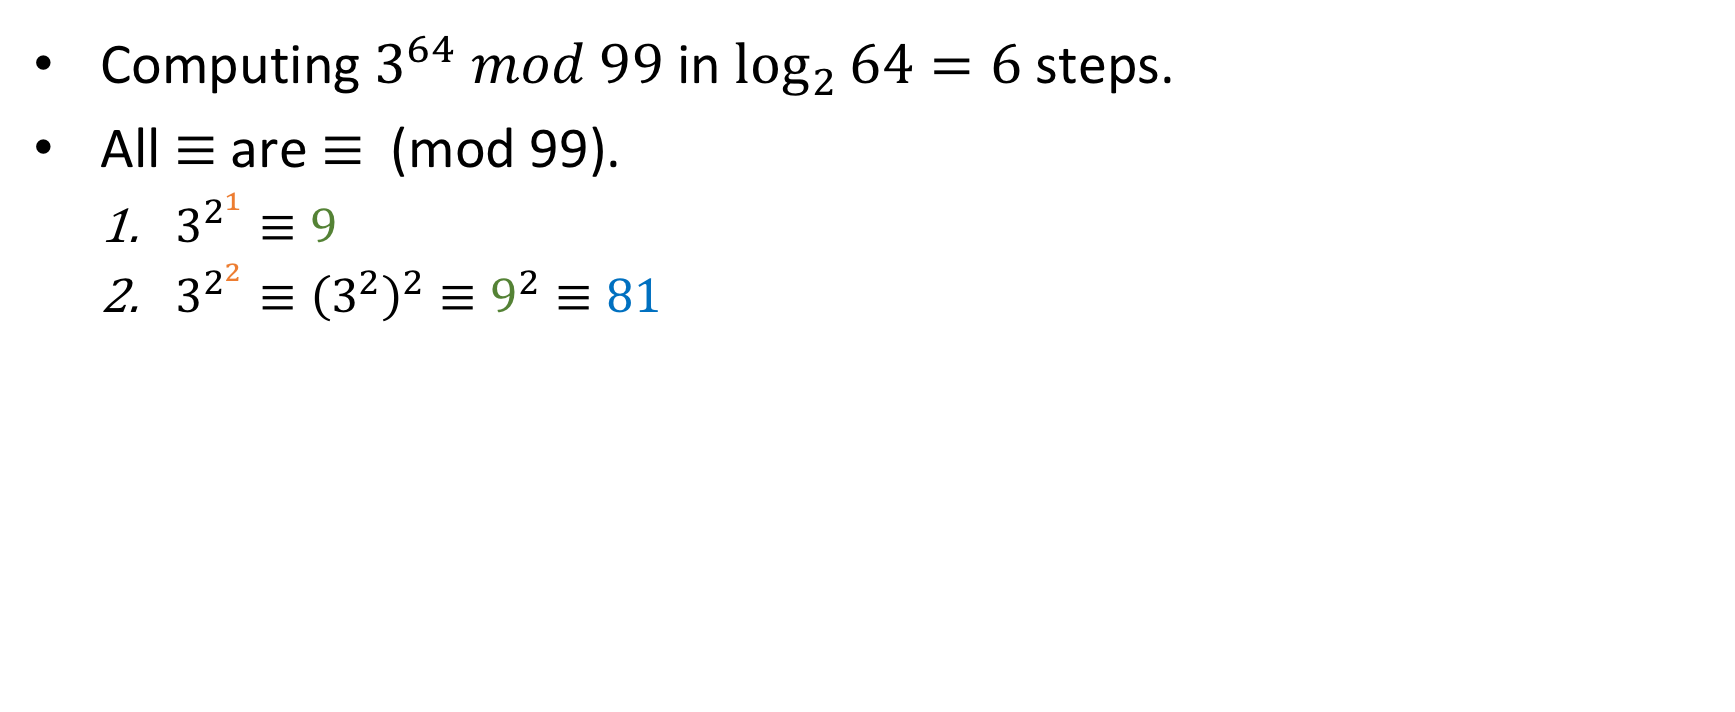 • Computing 3^64 mod 99 in log₂ 64 = 6 steps.
• All ≡ are ≡ (mod 99).
1. 3^2^1 ≡ 9
2. 3^2^2 ≡ (3^2)^2 ≡ 9^2 ≡ 81